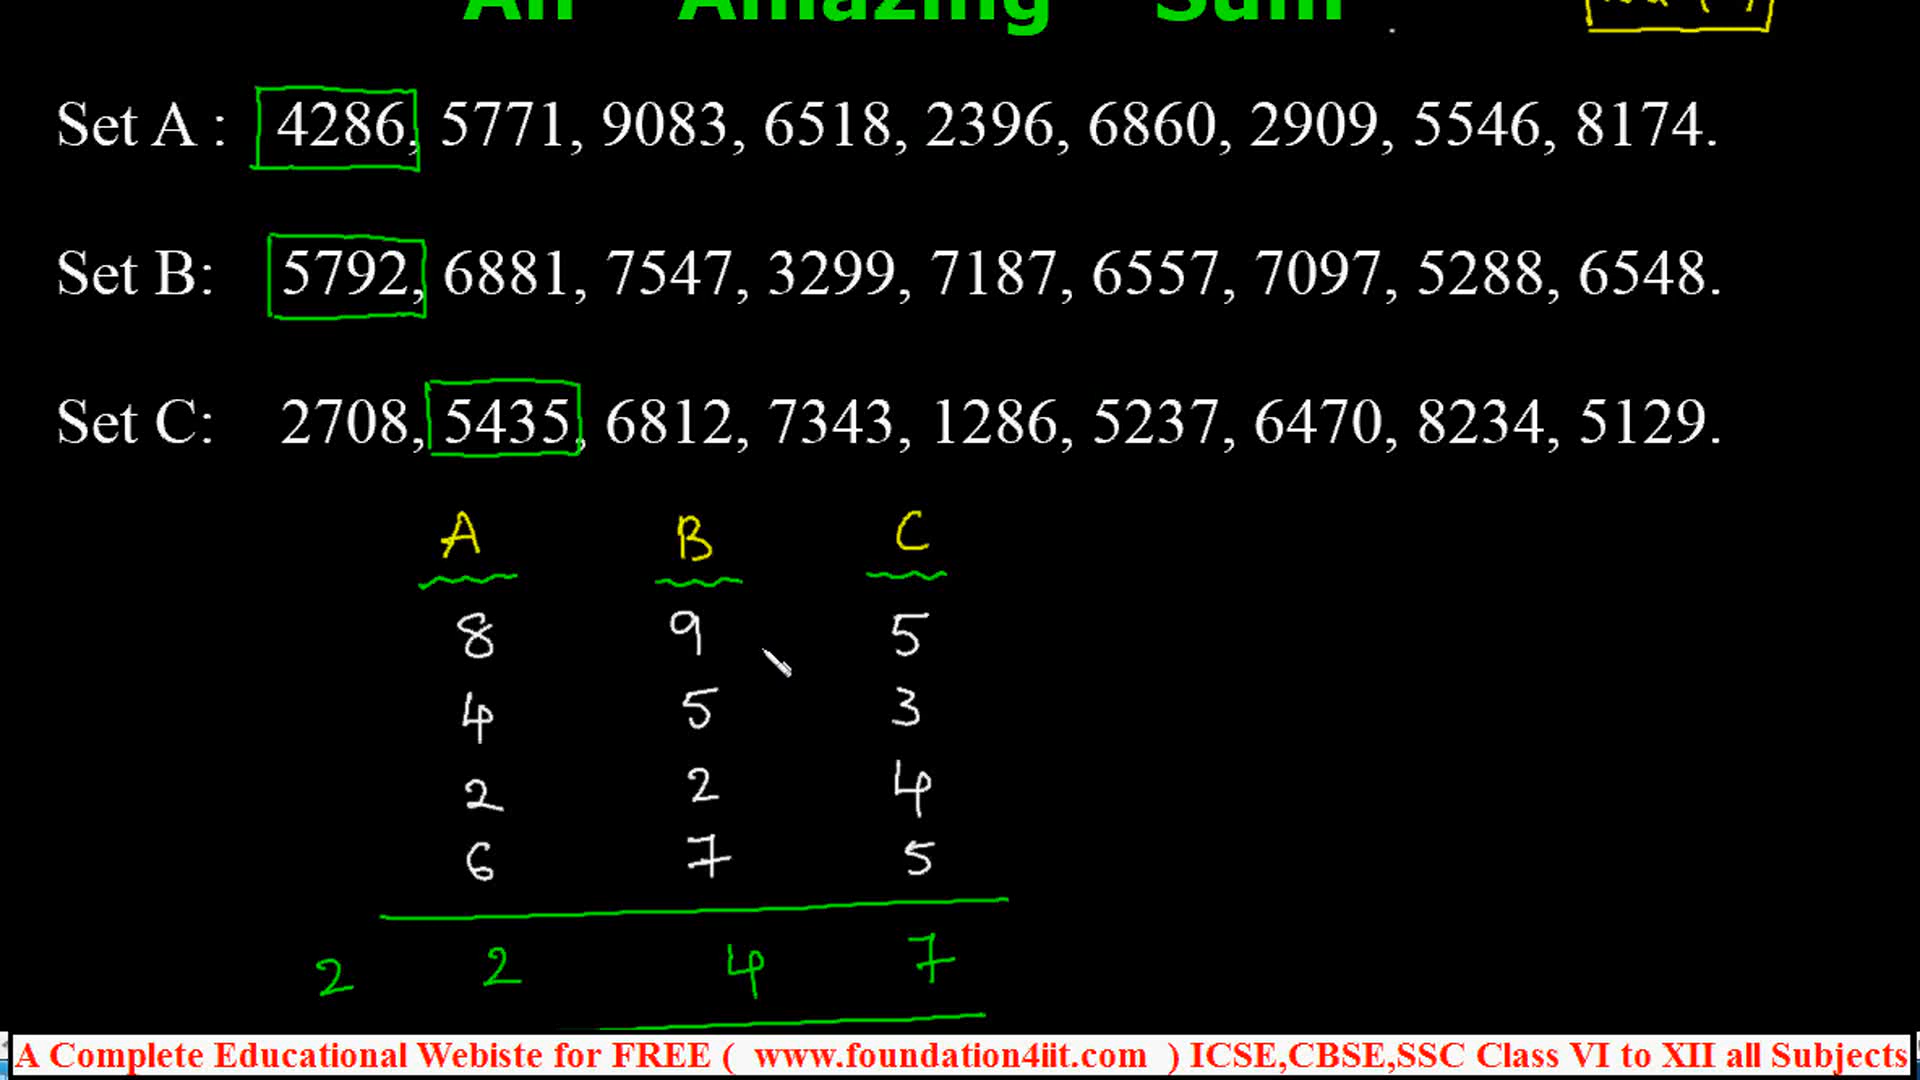 An Amazing Sum
Set A : 4286, 5771, 9083, 6518, 2396, 6860, 2909, 5546, 8174.
Set B: 5792, 6881, 7547, 3299, 7187, 6557, 7097, 5288, 6548.
Set C: 2708, 5435, 6812, 7343, 1286, 5237, 6470, 8234, 5129.
A B C
8 9 5
4 5 3
2 2 4
6 7 5
2 2 4 7
A Complete Educational Webiste for FREE ( www.foundation4iit.com ) ICSE,CBSE,SSC Class VI to XII all Subjects